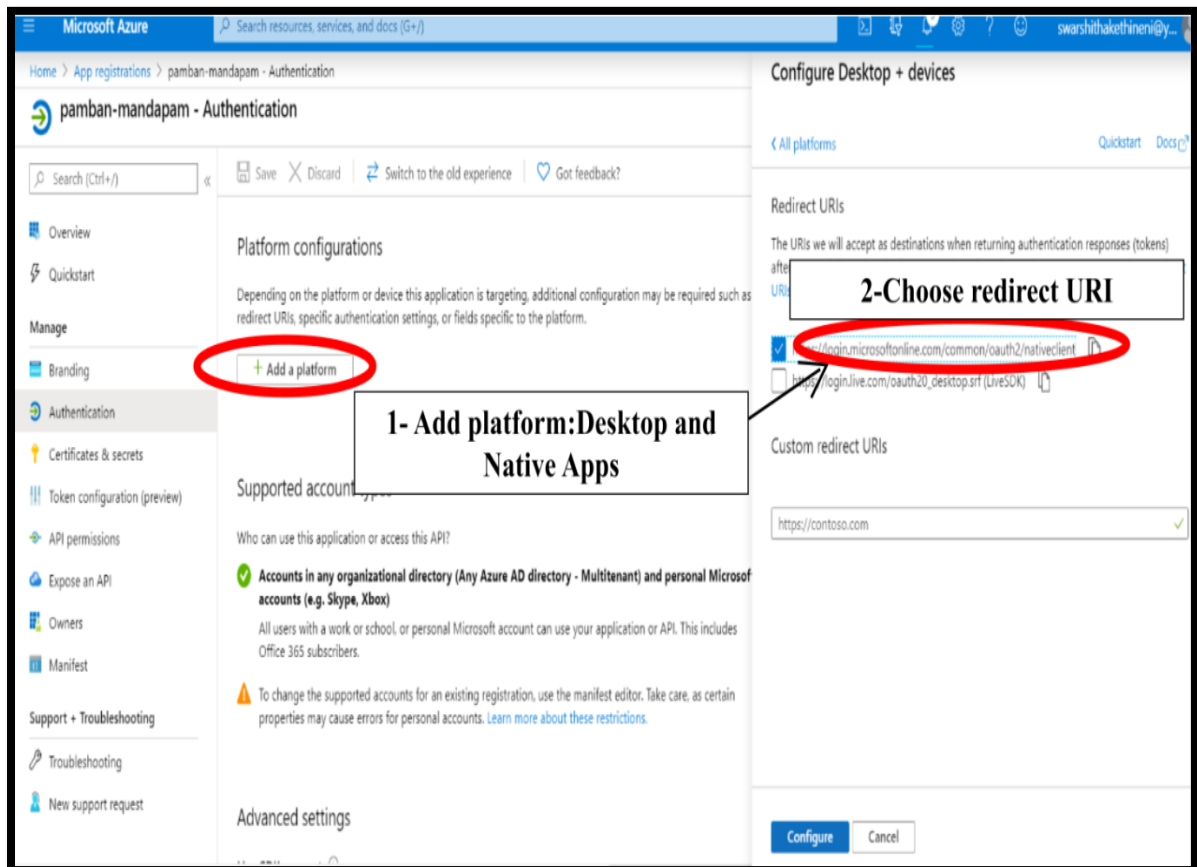 Microsoft Azure
Search resources, services, and docs (G+/)
swarshithakethineni@y...
Home > App registrations > pamban-mandapam - Authentication
pamban-mandapam - Authentication
Search (Ctrl+/)
«
Overview
Quickstart
Manage
Branding
Authentication
Certificates & secrets
Token configuration (preview)
API permissions
Expose an API
Owners
Manifest
Support + Troubleshooting
Troubleshooting
New support request
Save
Discard
Switch to the old experience
Got feedback?
Platform configurations
Depending on the platform or device this application is targeting, additional configuration may be required such as
redirect URIs, specific authentication settings, or fields specific to the platform.
+ Add a platform
1- Add platform:Desktop and
Native Apps
Supported account
Who can use this application or access this API?
Accounts in any organizational directory (Any Azure AD directory - Multitenant) and personal Microsof
accounts (e.g. Skype, Xbox)
All users with a work or school, or personal Microsoft account can use your application or API. This includes
Office 365 subscribers.
To change the supported accounts for an existing registration, use the manifest editor. Take care, as certain
properties may cause errors for personal accounts. Learn more about these restrictions.
Advanced settings
Configure Desktop + devices
All platforms
Quickstart
Docs
Redirect URIs
The URIs we will accept as destinations when returning authentication responses (tokens)
2-Choose redirect URI
https://login.microsoftonline.com/common/oauth2/nativeclient
https://login.live.com/oauth20_desktop.srf (LiveSDK)
Custom redirect URIs
https://contoso.com
Configure
Cancel